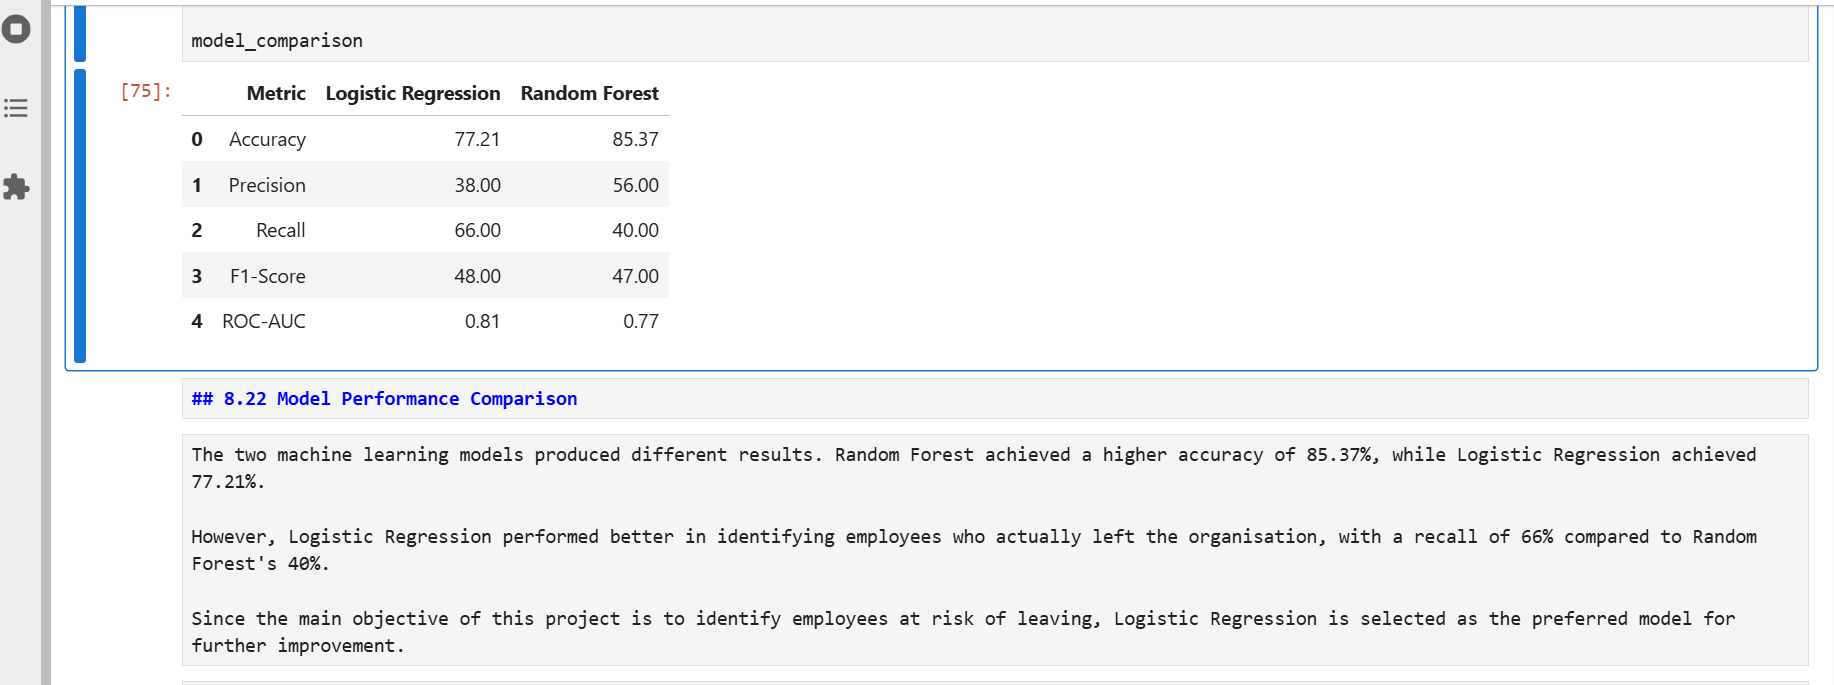 model_comparison
[75]: Metric Logistic Regression Random Forest
0 Accuracy 77.21 85.37
1 Precision 38.00 56.00
2 Recall 66.00 40.00
3 F1-Score 48.00 47.00
4 ROC-AUC 0.81 0.77
## 8.22 Model Performance Comparison
The two machine learning models produced different results. Random Forest achieved a higher accuracy of 85.37%, while Logistic Regression achieved
77.21%.
However, Logistic Regression performed better in identifying employees who actually left the organisation, with a recall of 66% compared to Random
Forest's 40%.
Since the main objective of this project is to identify employees at risk of leaving, Logistic Regression is selected as the preferred model for
further improvement.